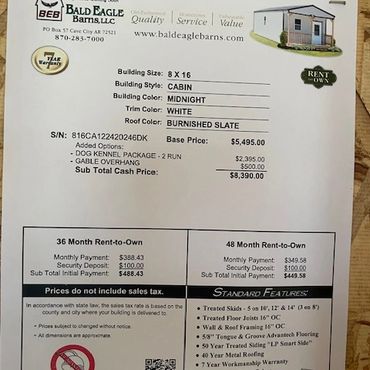 BEB
BALD EAGLE
BARNS, LLC
PO Box 57 Cave City AR 72521
870-283-7000
Quality | Service | Value
www.baldeaglebarns.com
7
YEAR
Warranty
RENT
TO
OWN
Building Size: 8 X 16
Building Style: CABIN
Building Color: MIDNIGHT
Trim Color: WHITE
Roof Color: BURNISHED SLATE
S/N: 816CA122420246DK Base Price: $5,495.00
Added Options:
- DOG KENNEL PACKAGE - 2 RUN $2,395.00
- GABLE OVERHANG $500.00
Sub Total Cash Price: $8,390.00
36 Month Rent-to-Own
Monthly Payment: $388.43
Security Deposit: $100.00
Sub Total Initial Payment: $488.43
48 Month Rent-to-Own
Monthly Payment: $349.58
Security Deposit: $100.00
Sub Total Initial Payment: $449.58
Prices do not include sales tax.
In accordance with state law, the sales tax rate is based on the
county and city where your building is delivered to.
• Prices subject to changed without notice.
• All dimensions are approximate.
STANDARD FEATURES:
• Treated Skids - 5 on 10', 12' & 14' (3 on 8')
• Treated Floor Joists 16" OC
• Wall & Roof Framing 16" OC
• 5/8" Tongue & Groove Advantech Flooring
• 50 Year Treated Siding "LP Smart Side"
• 40 Year Metal Roofing
• 7 Year Workmanship Warranty